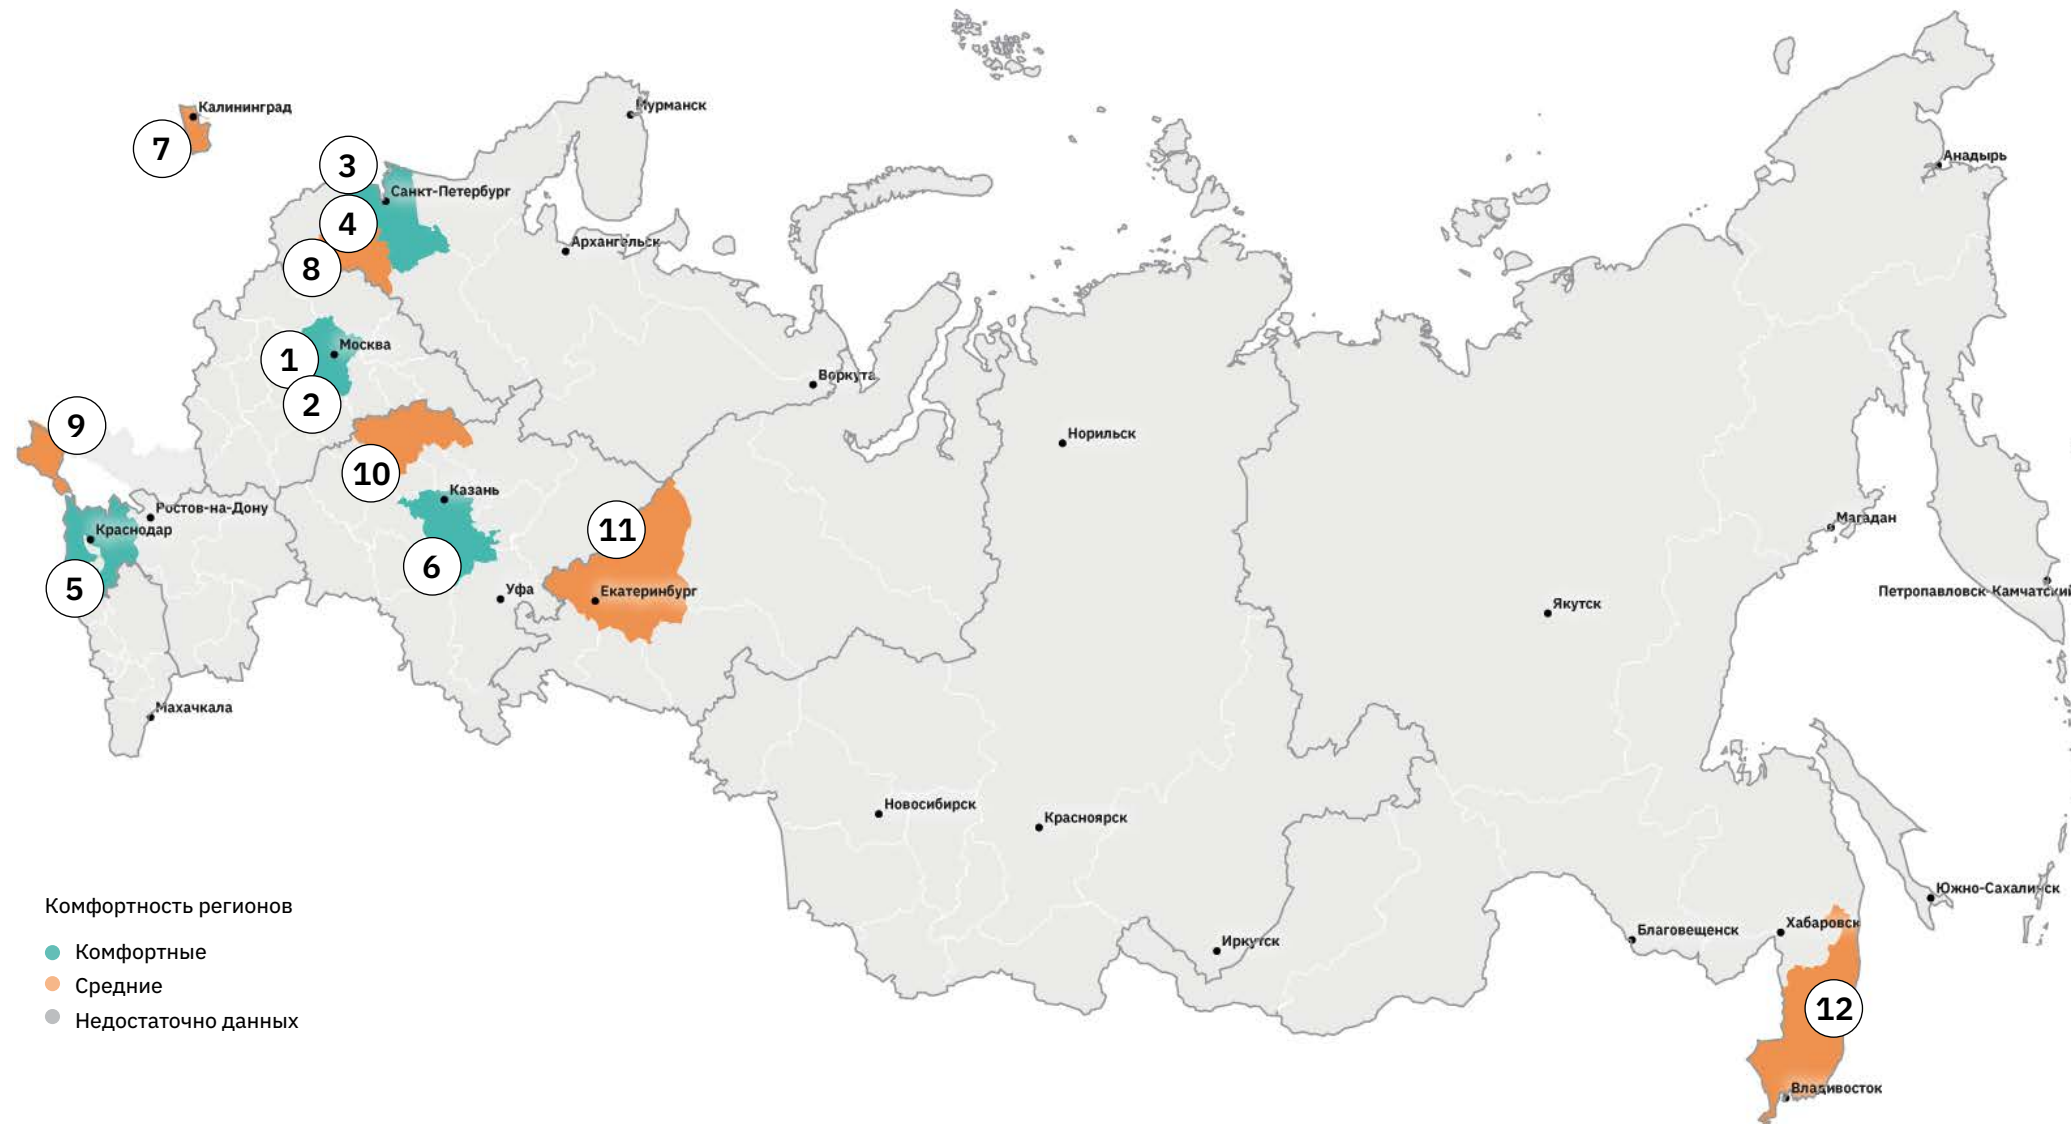 Калининград
7
Мурманск
3
Санкт-Петербург
4
8
Архангельск
Анадырь
1
Москва
2
Воркута
9
10
Норильск
Казань
Ростов-на-Дону
Краснодар
11
5
6
Уфа
Екатеринбург
Магадан
Петропавловск-Камчатский
Якутск
Махачкала
Новосибирск
Красноярск
Комфортность регионов
Комфортные
Средние
Недостаточно данных
Иркутск
Благовещенск
Хабаровск
Южно-Сахалинск
12
Владивосток